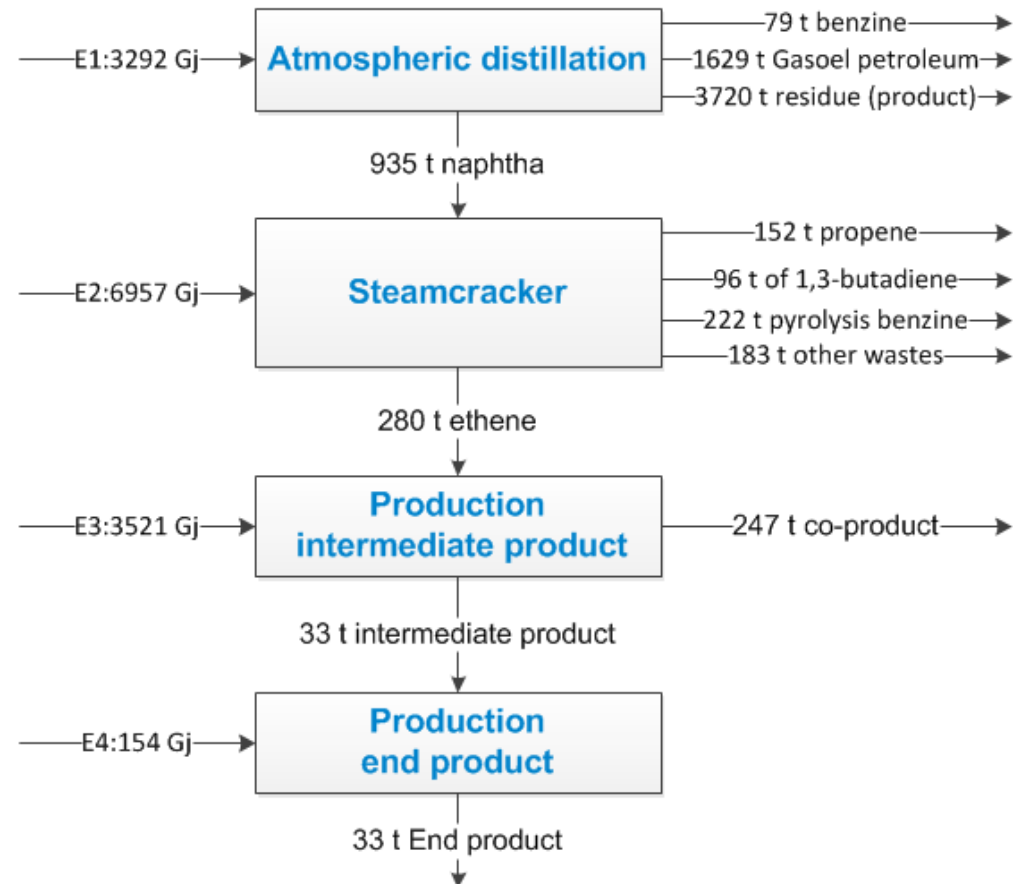 79 t benzine
E1:3292 Gj
Atmospheric distillation
1629 t Gasoel petroleum
3720 t residue (product)
935 t naphtha
152 t propene
E2:6957 Gj
Steamcracker
96 t of 1,3-butadiene
222 t pyrolysis benzine
183 t other wastes
280 t ethene
E3:3521 Gj
Production
intermediate product
247 t co-product
33 t intermediate product
E4:154 Gj
Production
end product
33 t End product